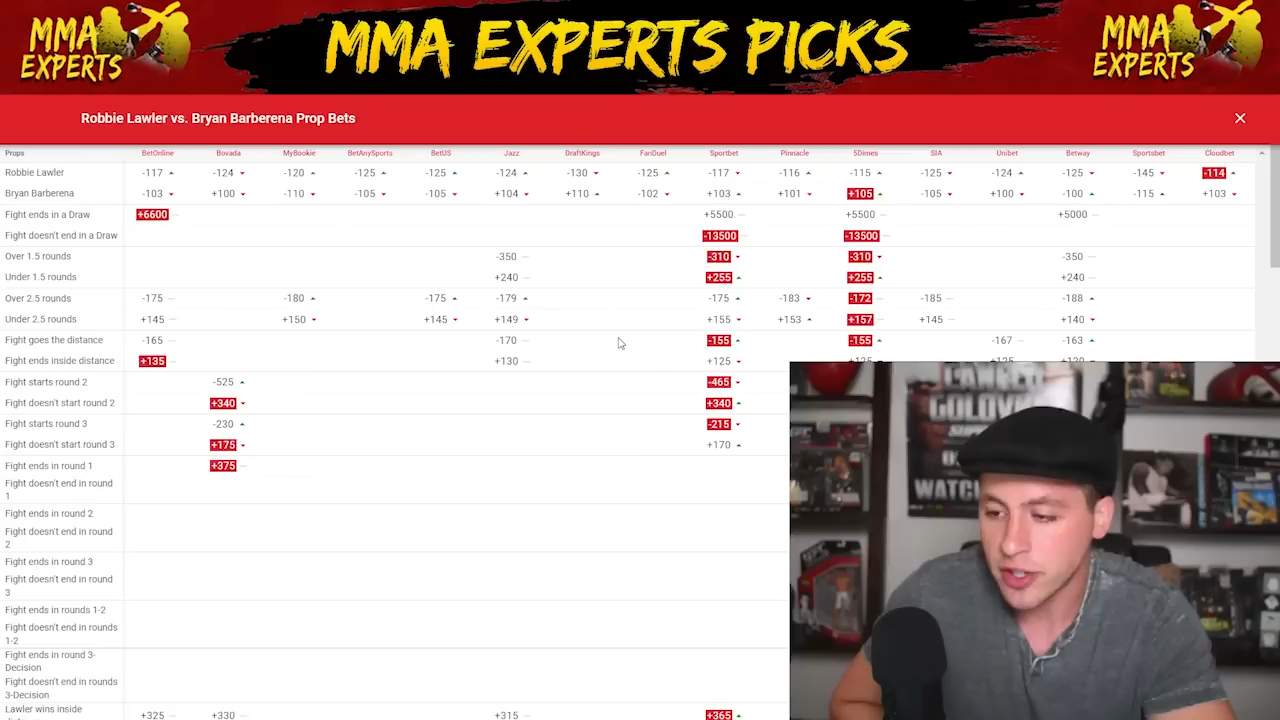 MMA EXPERTS
MMA EXPERTS PICKS
MMA EXPERTS
Robbie Lawler vs. Bryan Barberena Prop Bets
Props BetOnline Bovada MyBookie BetAnySports BetUS Jazz DraftKings FanDuel Sportbet Pinnacle 5Dimes SIA Unibet Betway Sportsbet Cloudbet
Robbie Lawler -117 -124 -120 -125 -125 -124 -130 -125 -117 -116 -115 -125 -124 -125 -145 -114
Bryan Barberena -103 +100 -110 -105 -105 +104 +110 -102 +103 +101 +105 -105 +100 -100 -115 +103
Fight ends in a Draw +6600 +5500 +5500 +5000
Fight doesn't end in a Draw -13500 -13500
Over 1.5 rounds -350 -310 -310 -350
Under 1.5 rounds +240 +255 +255 +240
Over 2.5 rounds -175 -180 -175 -179 -175 -183 -172 -185 -188
Under 2.5 rounds +145 +150 +145 +149 +155 +153 +157 +145 +140
Fight goes the distance -165 -170 -155 -155 -167 -163
Fight ends inside distance +135 +130 +125
Fight starts round 2 -525 -465
Fight doesn't start round 2 +340 +340
Fight starts round 3 -230 -215
Fight doesn't start round 3 +175 +170
Fight ends in round 1 +375
Fight doesn't end in round
1
Fight ends in round 2
Fight doesn't end in round
2
Fight ends in round 3
Fight doesn't end in round
3
Fight ends in rounds 1-2
Fight doesn't end in rounds
1-2
Fight ends in round 3-
Decision
Fight doesn't end in rounds
3-Decision
Lawler wins inside +325 +330 +315 +365
WATCH